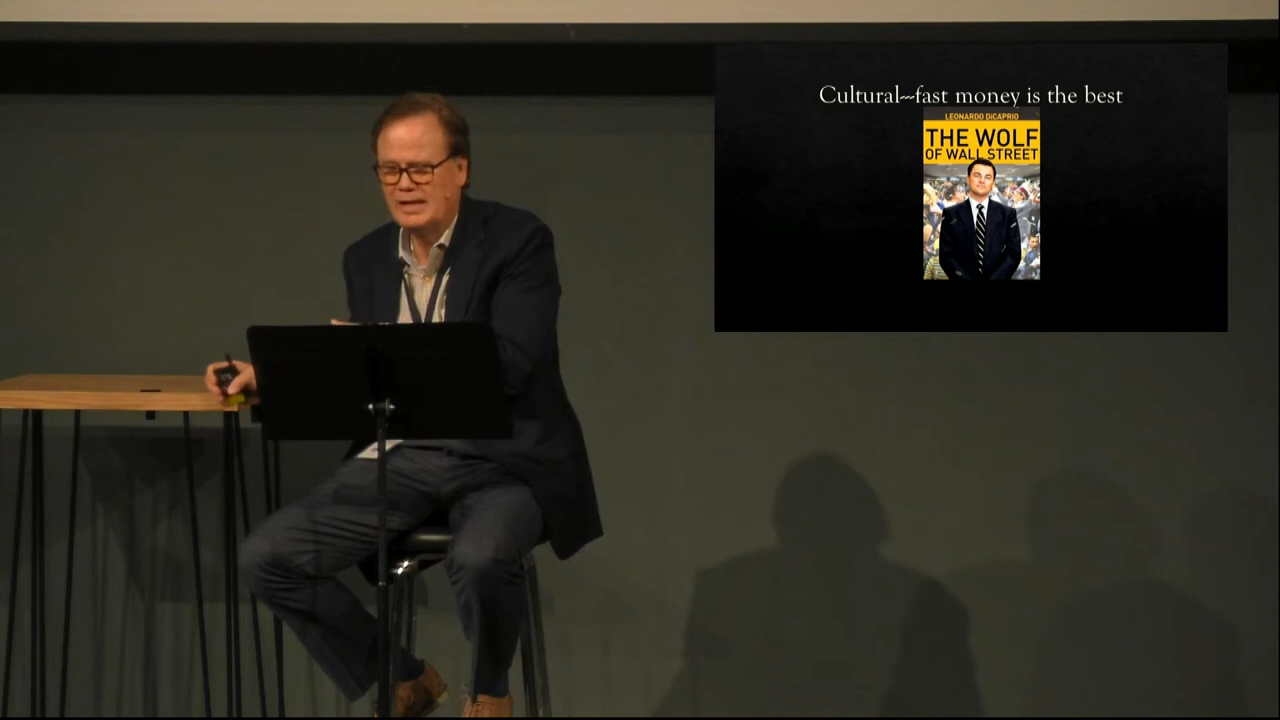 Cultural~~fast money is the best
LEONARDO DiCAPRIO
THE WOLF
OF WALL STREET